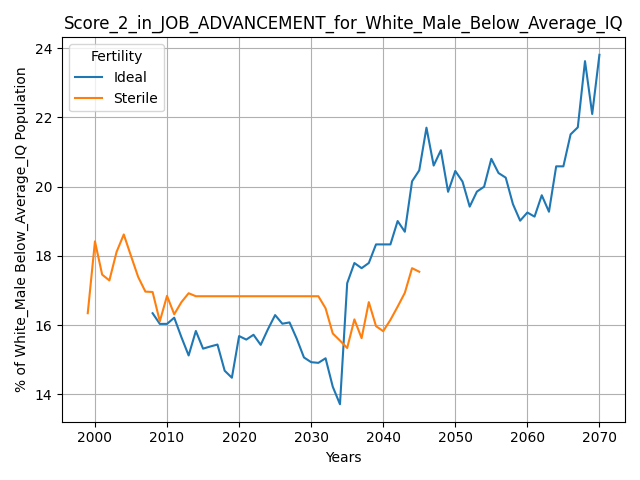 Score_2_in_JOB_ADVANCEMENT_for_White_Male_Below_Average_IQ
Fertility
Ideal
Sterile
% of White_Male Below_Average_IQ Population
24
22
20
18
16
14
2000 2010 2020 2030 2040 2050 2060 2070
Years